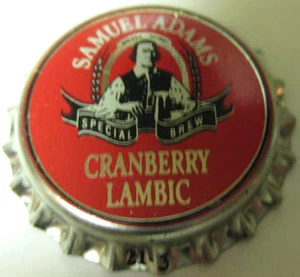 SAMUEL ADAMS
SPECIAL BREW
CRANBERRY
LAMBIC